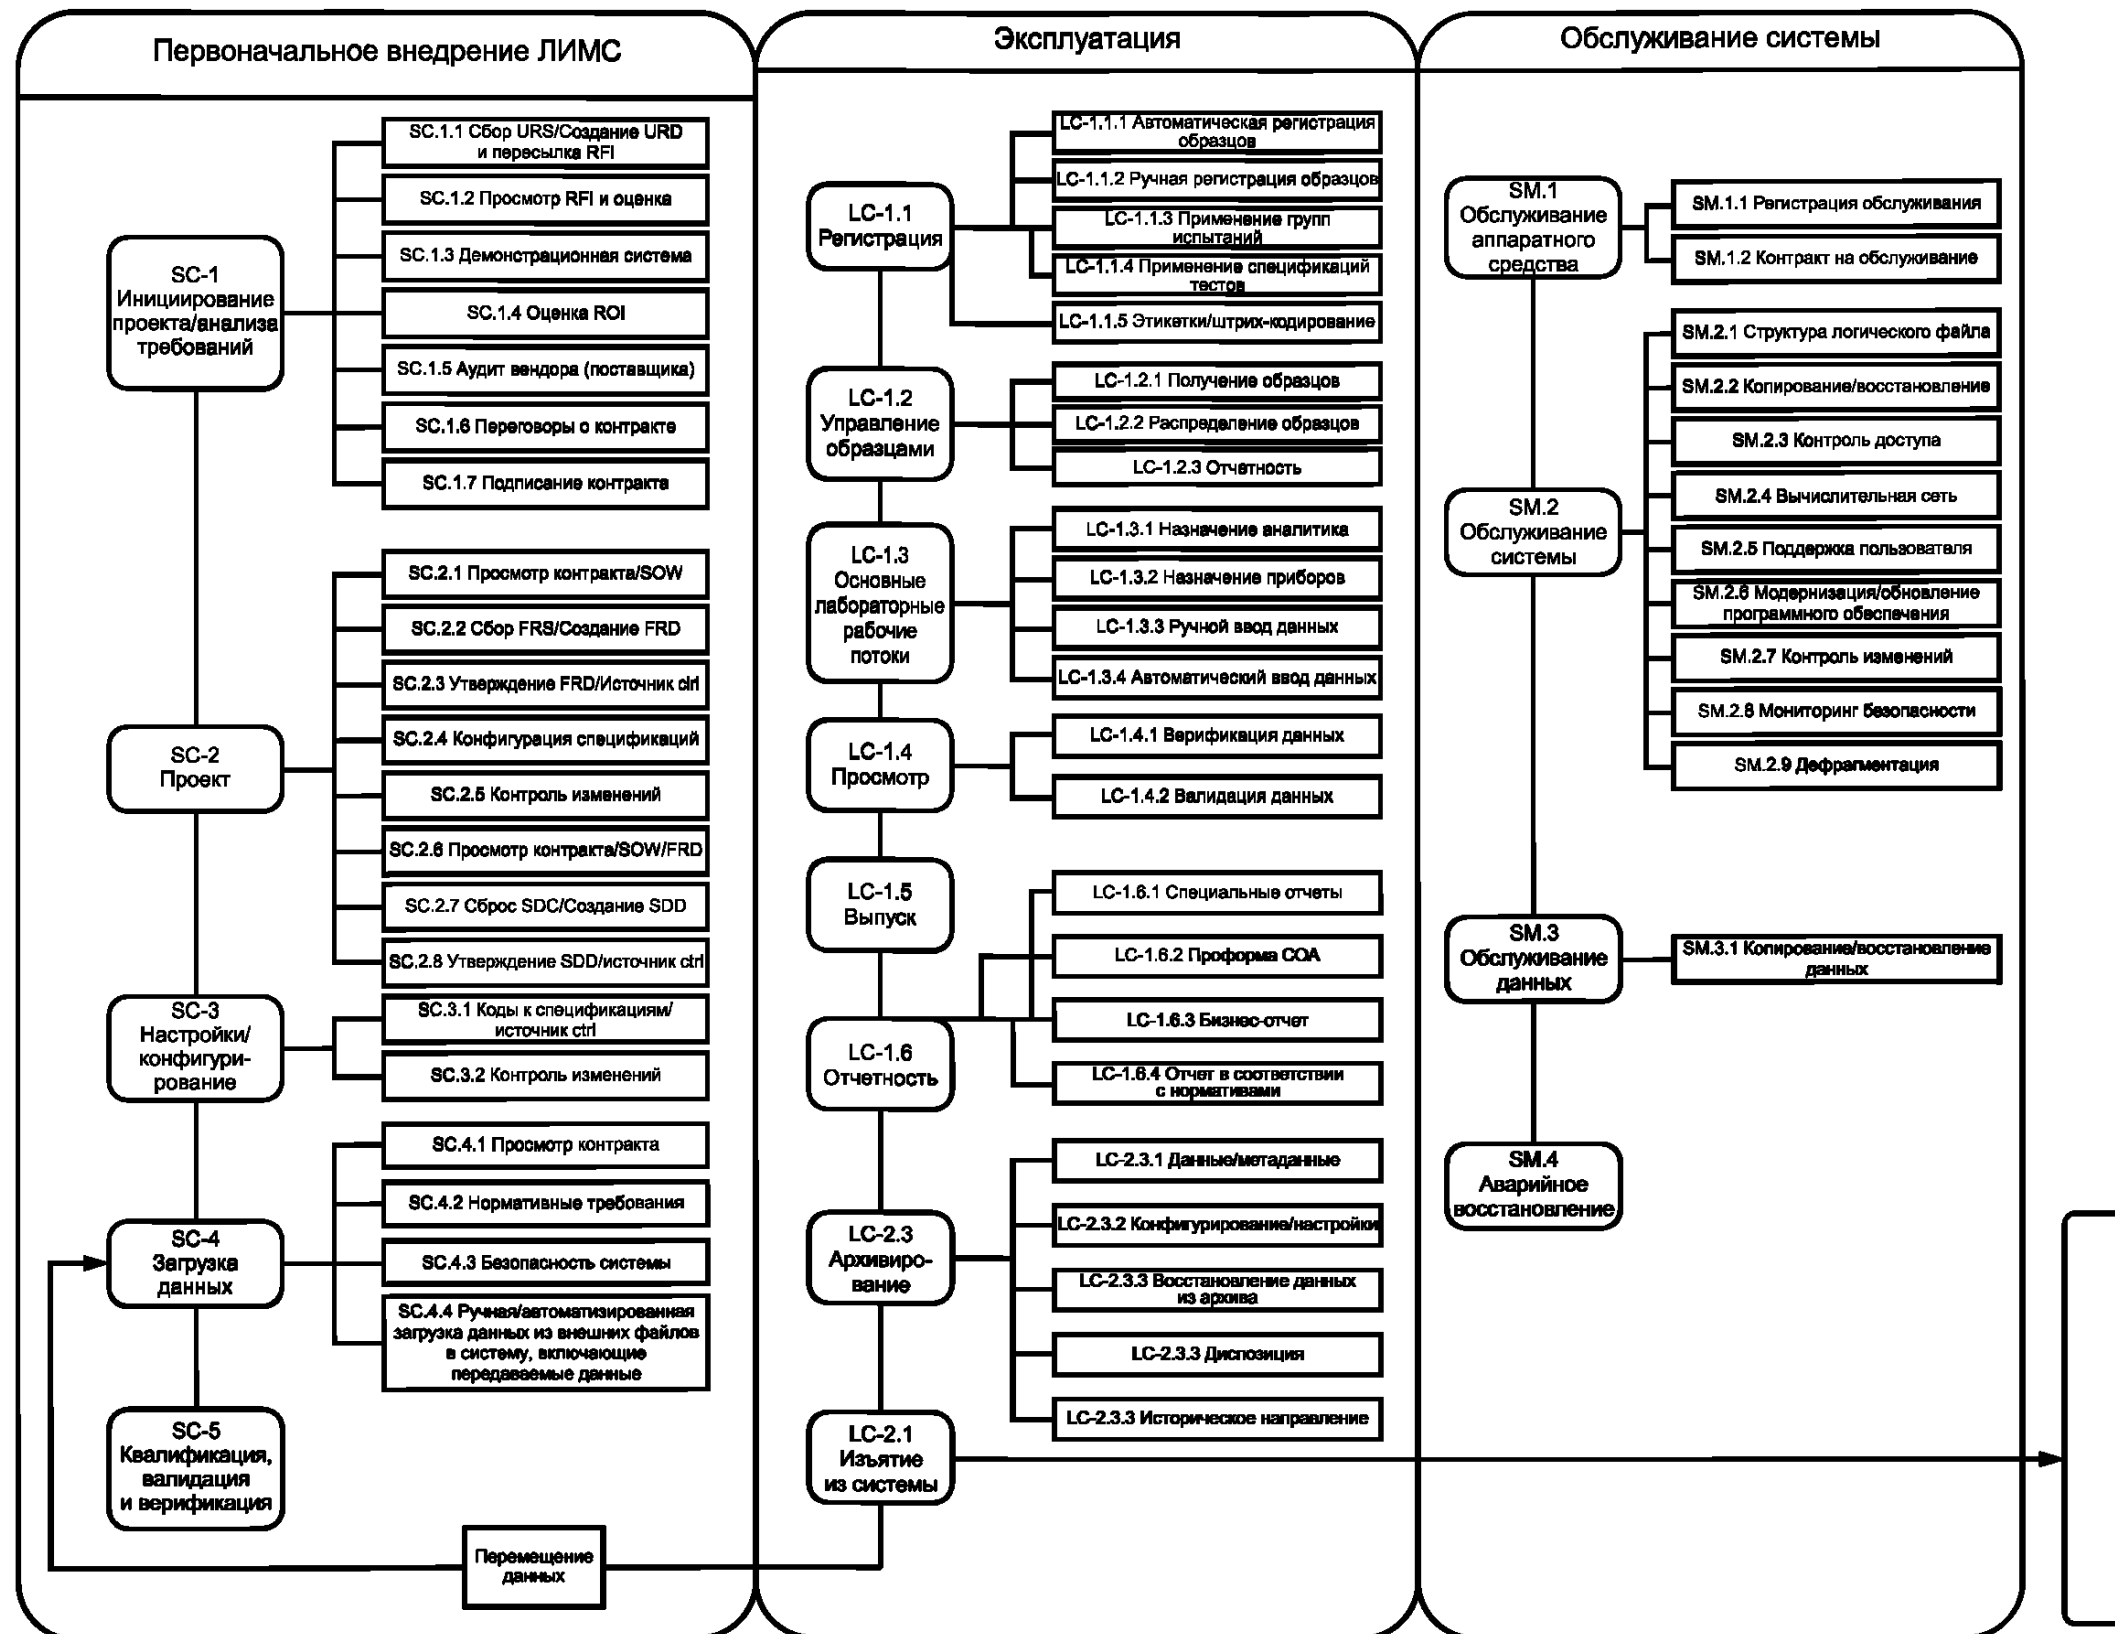 Первоначальное внедрение ЛИМС
SC-1
Инициирование
проекта/анализа
требований
SC.1.1 Сбор URS/Создание URD
и пересылка RFI
SC.1.2 Просмотр RFI и оценка
SC.1.3 Демонстрационная система
SC.1.4 Оценка ROI
SC.1.5 Аудит вендора (поставщика)
SC.1.6 Переговоры о контракте
SC.1.7 Подписание контракта
SC-2
Проект
SC.2.1 Просмотр контракта/SOW
SC.2.2 Сбор FRS/Создание FRD
SC.2.3 Утверждение FRD/Источник ctrl
SC.2.4 Конфигурация спецификаций
SC.2.5 Контроль изменений
SC.2.6 Просмотр контракта/SOW/FRD
SC.2.7 Сброс SDC/Создание SDD
SC.2.8 Утверждение SDD/источник ctrl
SC-3
Настройки/
конфигури-
рование
SC.3.1 Коды к спецификациям/
источник ctrl
SC.3.2 Контроль изменений
SC-4
Загрузка
данных
SC.4.1 Просмотр контракта
SC.4.2 Нормативные требования
SC.4.3 Безопасность системы
SC.4.4 Ручная/автоматизированная
загрузка данных из внешних файлов
в систему, включающие
передаваемые данные
SC-5
Квалификация,
валидация
и верификация
Перемещение
данных
Эксплуатация
LC-1.1
Регистрация
LC-1.1.1 Автоматическая регистрация
образцов
LC-1.1.2 Ручная регистрация образцов
LC-1.1.3 Применение групп
испытаний
LC-1.1.4 Применение спецификаций
тестов
LC-1.1.5 Этикетки/штрих-кодирование
LC-1.2
Управление
образцами
LC-1.2.1 Получение образцов
LC-1.2.2 Распределение образцов
LC-1.2.3 Отчетность
LC-1.3
Основные
лабораторные
рабочие
потоки
LC-1.3.1 Назначение аналитика
LC-1.3.2 Назначение приборов
LC-1.3.3 Ручной ввод данных
LC-1.3.4 Автоматический ввод данных
LC-1.4
Просмотр
LC-1.4.1 Верификация данных
LC-1.4.2 Валидация данных
LC-1.5
Выпуск
LC-1.6
Отчетность
LC-1.6.1 Специальные отчеты
LC-1.6.2 Проформа СОА
LC-1.6.3 Бизнес-отчет
LC-1.6.4 Отчет в соответствии
с нормативами
LC-2.3
Архивиро-
вание
LC-2.3.1 Данные/метаданные
LC-2.3.2 Конфигурирование/настройки
LC-2.3.3 Восстановление данных
из архива
LC-2.3.3 Диспозиция
LC-2.3.3 Историческое направление
LC-2.1
Изъятие
из системы
Обслуживание системы
SM.1
Обслуживание
аппаратного
средства
SM.1.1 Регистрация обслуживания
SM.1.2 Контракт на обслуживание
SM.2
Обслуживание
системы
SM.2.1 Структура логического файла
SM.2.2 Копирование/восстановление
SM.2.3 Контроль доступа
SM.2.4 Вычислительная сеть
SM.2.5 Поддержка пользователя
SM.2.6 Модернизация/обновление
программного обеспечения
SM.2.7 Контроль изменений
SM.2.8 Мониторинг безопасности
SM.2.9 Дефрагментация
SM.3
Обслуживание
данных
SM.3.1 Копирование/восстановление
данных
SM.4
Аварийное
восстановление